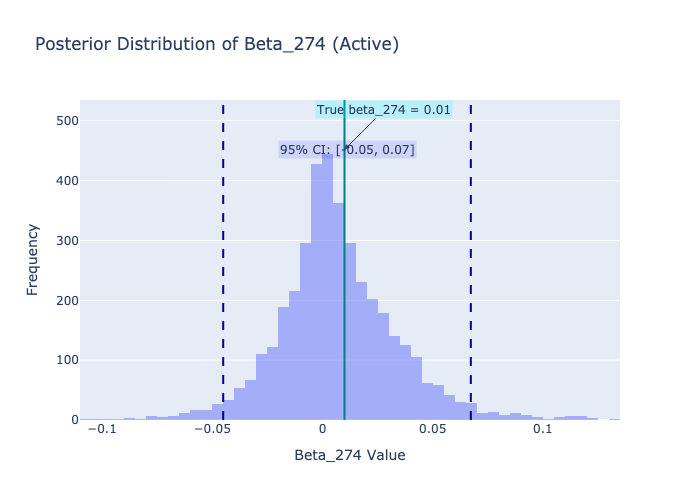 Posterior Distribution of Beta_274 (Active)
True beta_274 = 0.01
95% CI: [-0.05, 0.07]
500
400
300
200
100
0
Frequency
−0.1
−0.05
0
0.05
0.1
Beta_274 Value